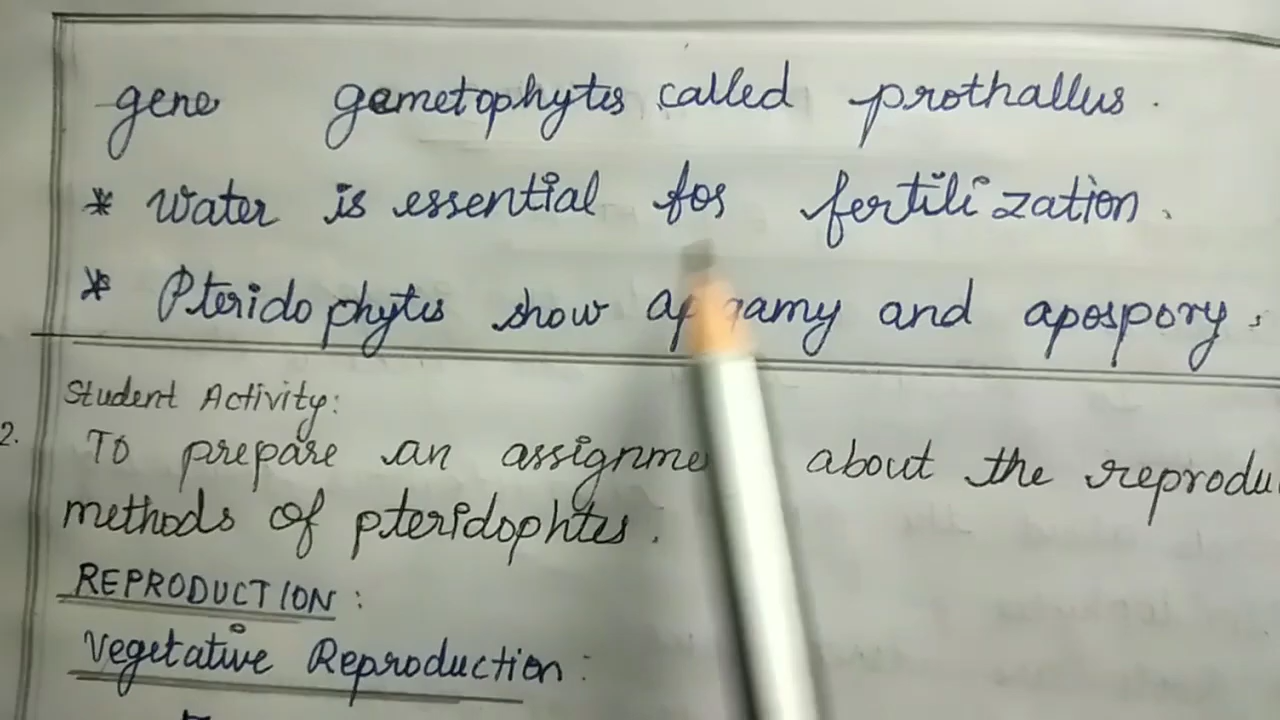 gene gametophytes called prothallus.
* Water is essential for fertilization.
* Pteridophytes show apogamy and apospory.
Student Activity:
2. To prepare an about the
methods of pteridophtes.
REPRODUCTION:
Vegetative Reproduction: